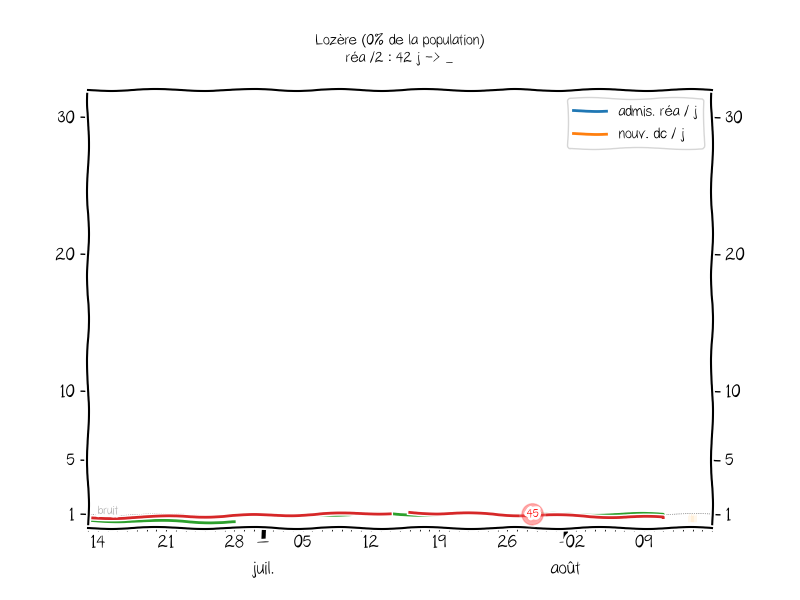 Lozère (0% de la population)
réa /2 : 42 j -> _
admis. réa / j
nouv. dc / j
30
30
20
20
10
10
5
5
bruit
45
1
1
14 21 28 05 12 19 26 02 09
juil. août